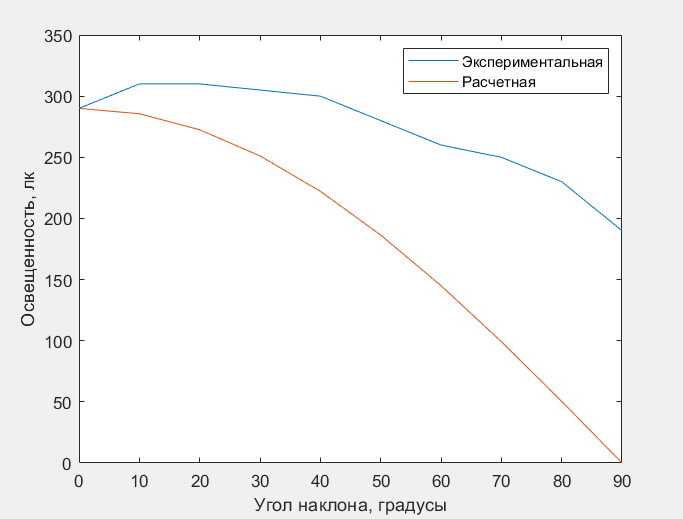 350
300
250
200
150
100
50
0
Освещенность, лк
Экспериментальная
Расчетная
0 10 20 30 40 50 60 70 80 90
Угол наклона, градусы